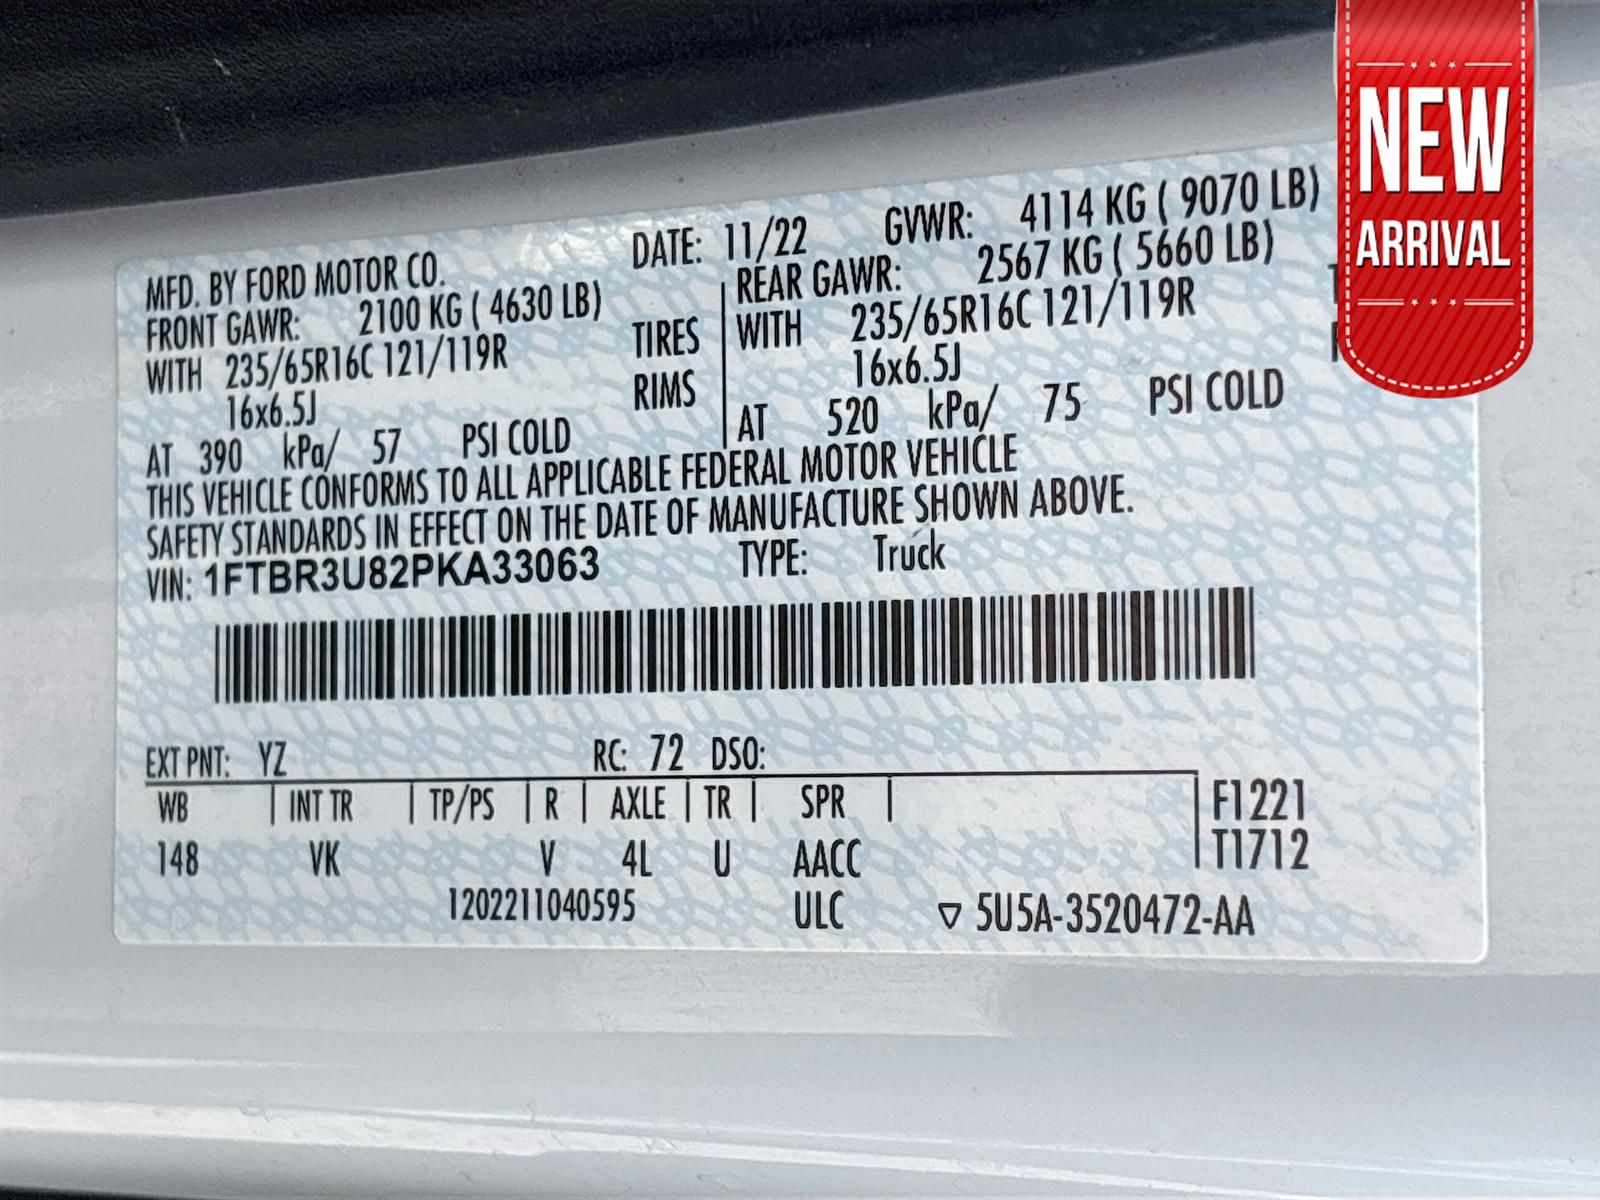 NEW
ARRIVAL
MFD. BY FORD MOTOR CO. DATE: 11/22 GVWR: 4114 KG ( 9070 LB)
FRONT GAWR: 2100 KG ( 4630 LB) REAR GAWR: 2567 KG ( 5660 LB)
WITH 235/65R16C 121/119R TIRES WITH 235/65R16C 121/119R
16x6.5J RIMS 16x6.5J
AT 390 kPa/ 57 PSI COLD AT 520 kPa/ 75 PSI COLD
THIS VEHICLE CONFORMS TO ALL APPLICABLE FEDERAL MOTOR VEHICLE
SAFETY STANDARDS IN EFFECT ON THE DATE OF MANUFACTURE SHOWN ABOVE.
VIN: 1FTBR3U82PKA33063 TYPE: Truck
EXT PNT: YZ RC: 72 DSO:
WB | INT TR | TP/PS | R | AXLE | TR | SPR | F1221
148 VK V 4L U AACC T1712
1202211040595 ULC ▽ 5U5A-3520472-AA